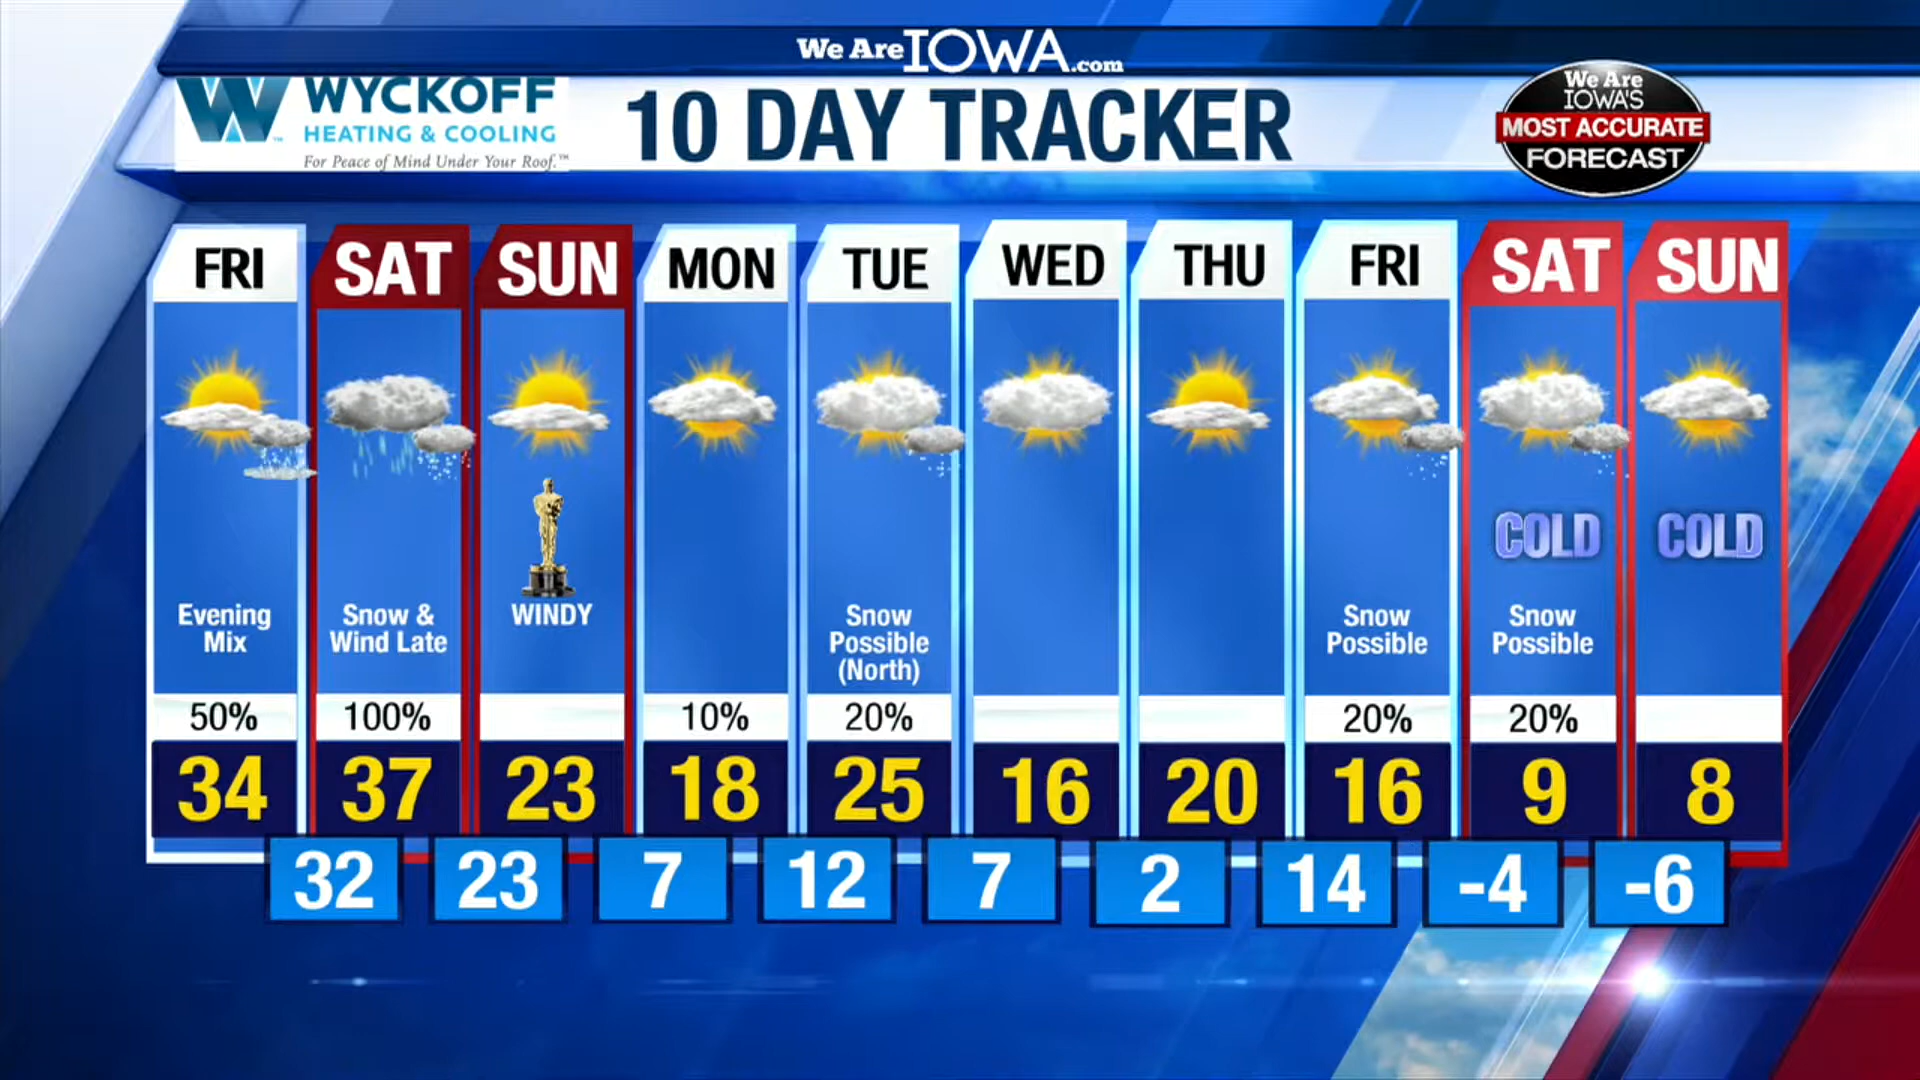 We Are IOWA.com
WYCKOFF
HEATING & COOLING
For Peace of Mind Under Your Roof.™
10 DAY TRACKER
We Are
IOWA'S
MOST ACCURATE
FORECAST
FRI SAT SUN MON TUE WED THU FRI SAT SUN
COLD COLD
Evening
Mix
Snow &
Wind Late
WINDY
Snow
Possible
(North)
Snow
Possible
Snow
Possible
50% 100% 10% 20% 20% 20%
34 37 23 18 25 16 20 16 9 8
32 23 7 12 7 2 14 -4 -6